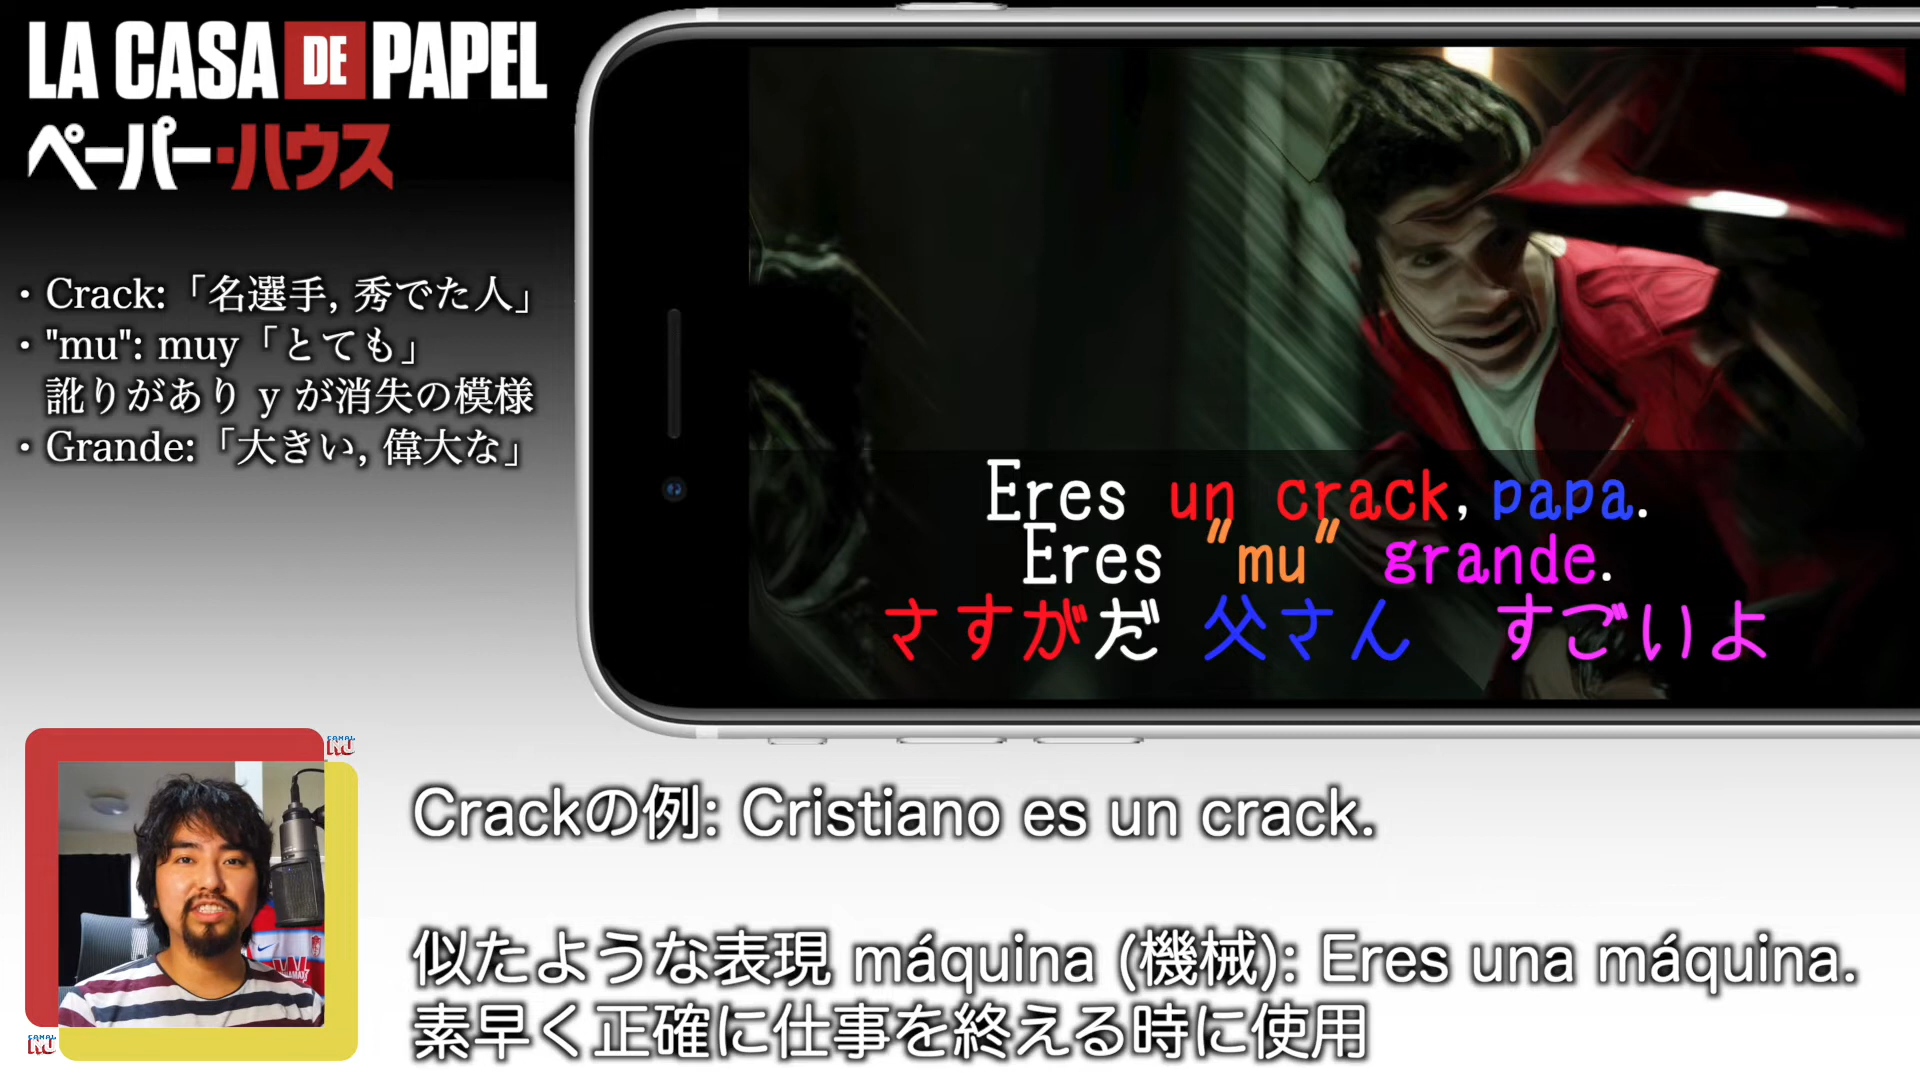 LA CASA DE PAPEL
ペーパー・ハウス
・Crack:「名選手, 秀でた人」
・"mu": muy「とても」
訛りがあり y が消失の模様
・Grande:「大きい, 偉大な」
Eres un crack, papa.
Eres "mu" grande.
さすがだ 父さん すごいよ
CANAL
NU
CANAL
NU
Crackの例: Cristiano es un crack.
似たような表現 máquina (機械): Eres una máquina.
素早く正確に仕事を終える時に使用